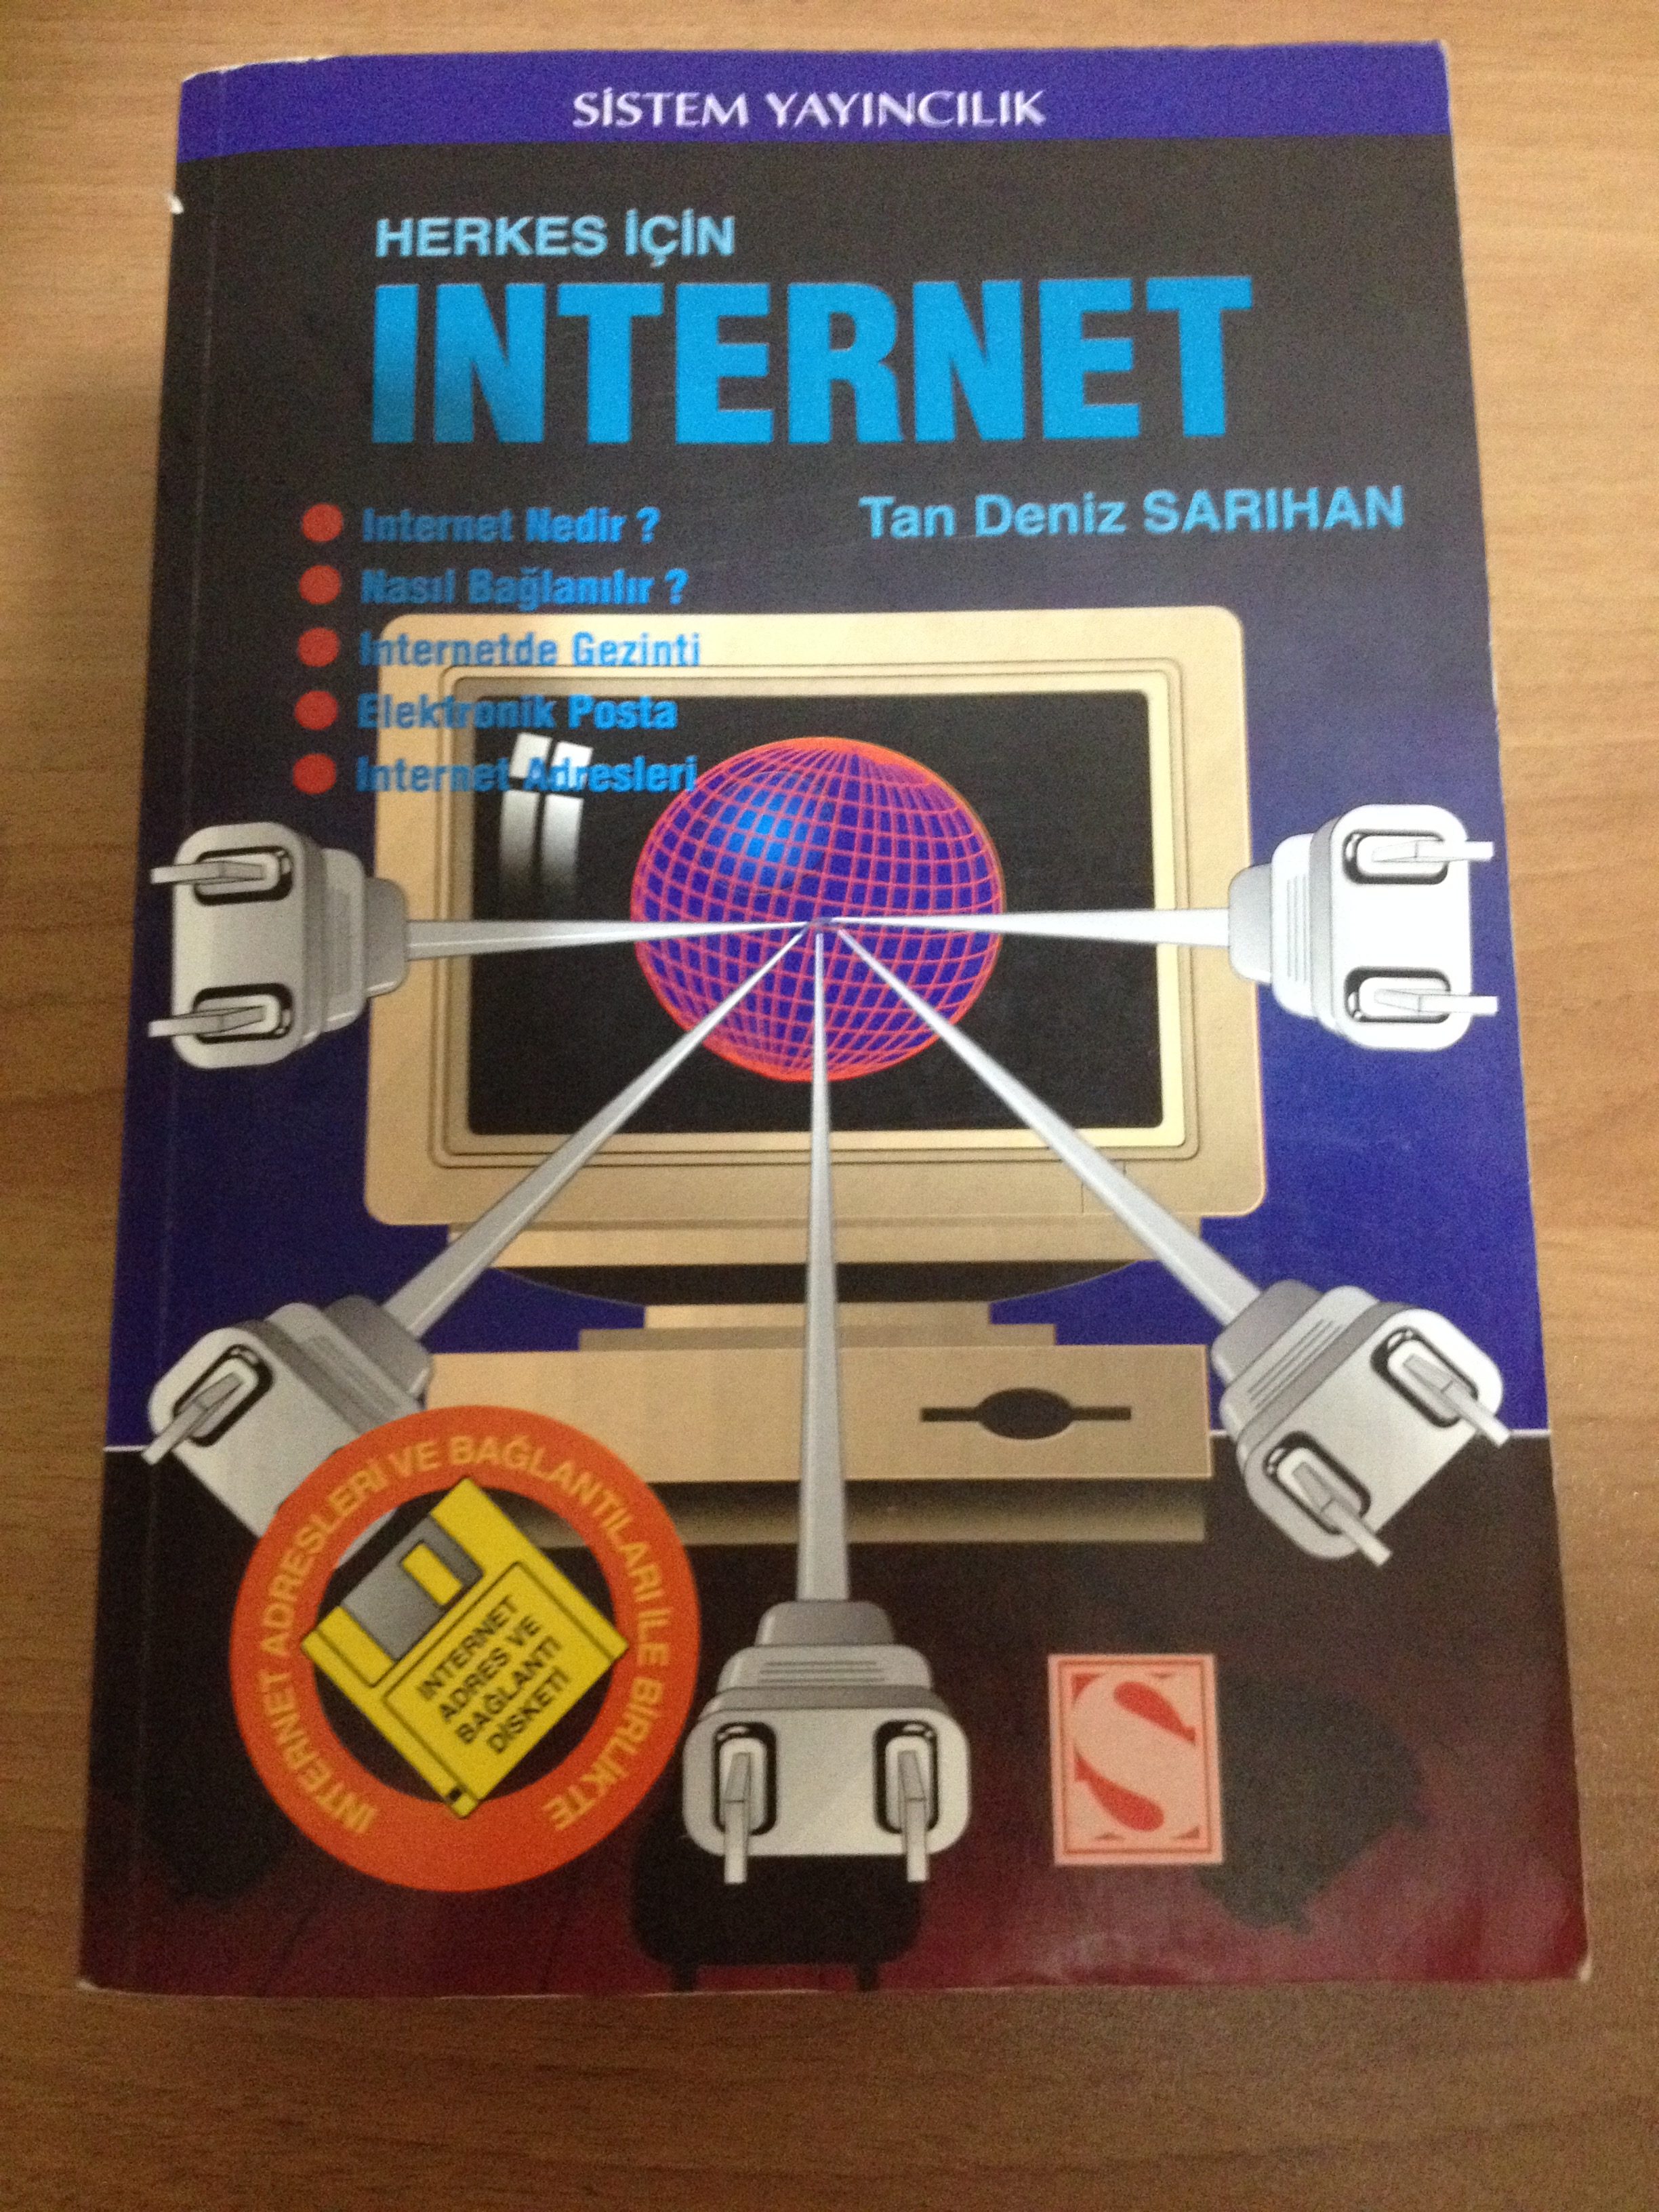 SİSTEM YAYINCILIK
HERKES İÇİN
INTERNET
Tan Deniz SARIHAN
Internet Nedir ?
Nasıl Bağlanılır ?
Internetde Gezinti
Elektronik Posta
Internet Adresleri
INTERNET ADRESLERİ VE BAĞLANTILARI İLE BİRLİKTE
INTERNET
ADRES VE
BAĞLANTI
DİSKETİ
S